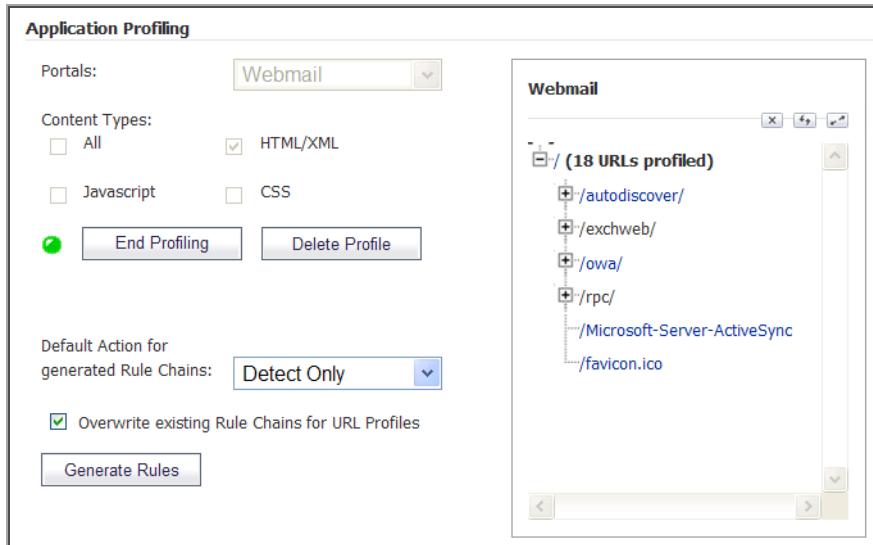 Application Profiling
Portals:
Webmail
Content Types:
All
HTML/XML
Javascript
CSS
End Profiling
Delete Profile
Default Action for
generated Rule Chains:
Detect Only
Overwrite existing Rule Chains for URL Profiles
Generate Rules
Webmail
/ (18 URLs profiled)
/autodiscover/
/exchweb/
/owa/
/rpc/
/Microsoft-Server-ActiveSync
/favicon.ico